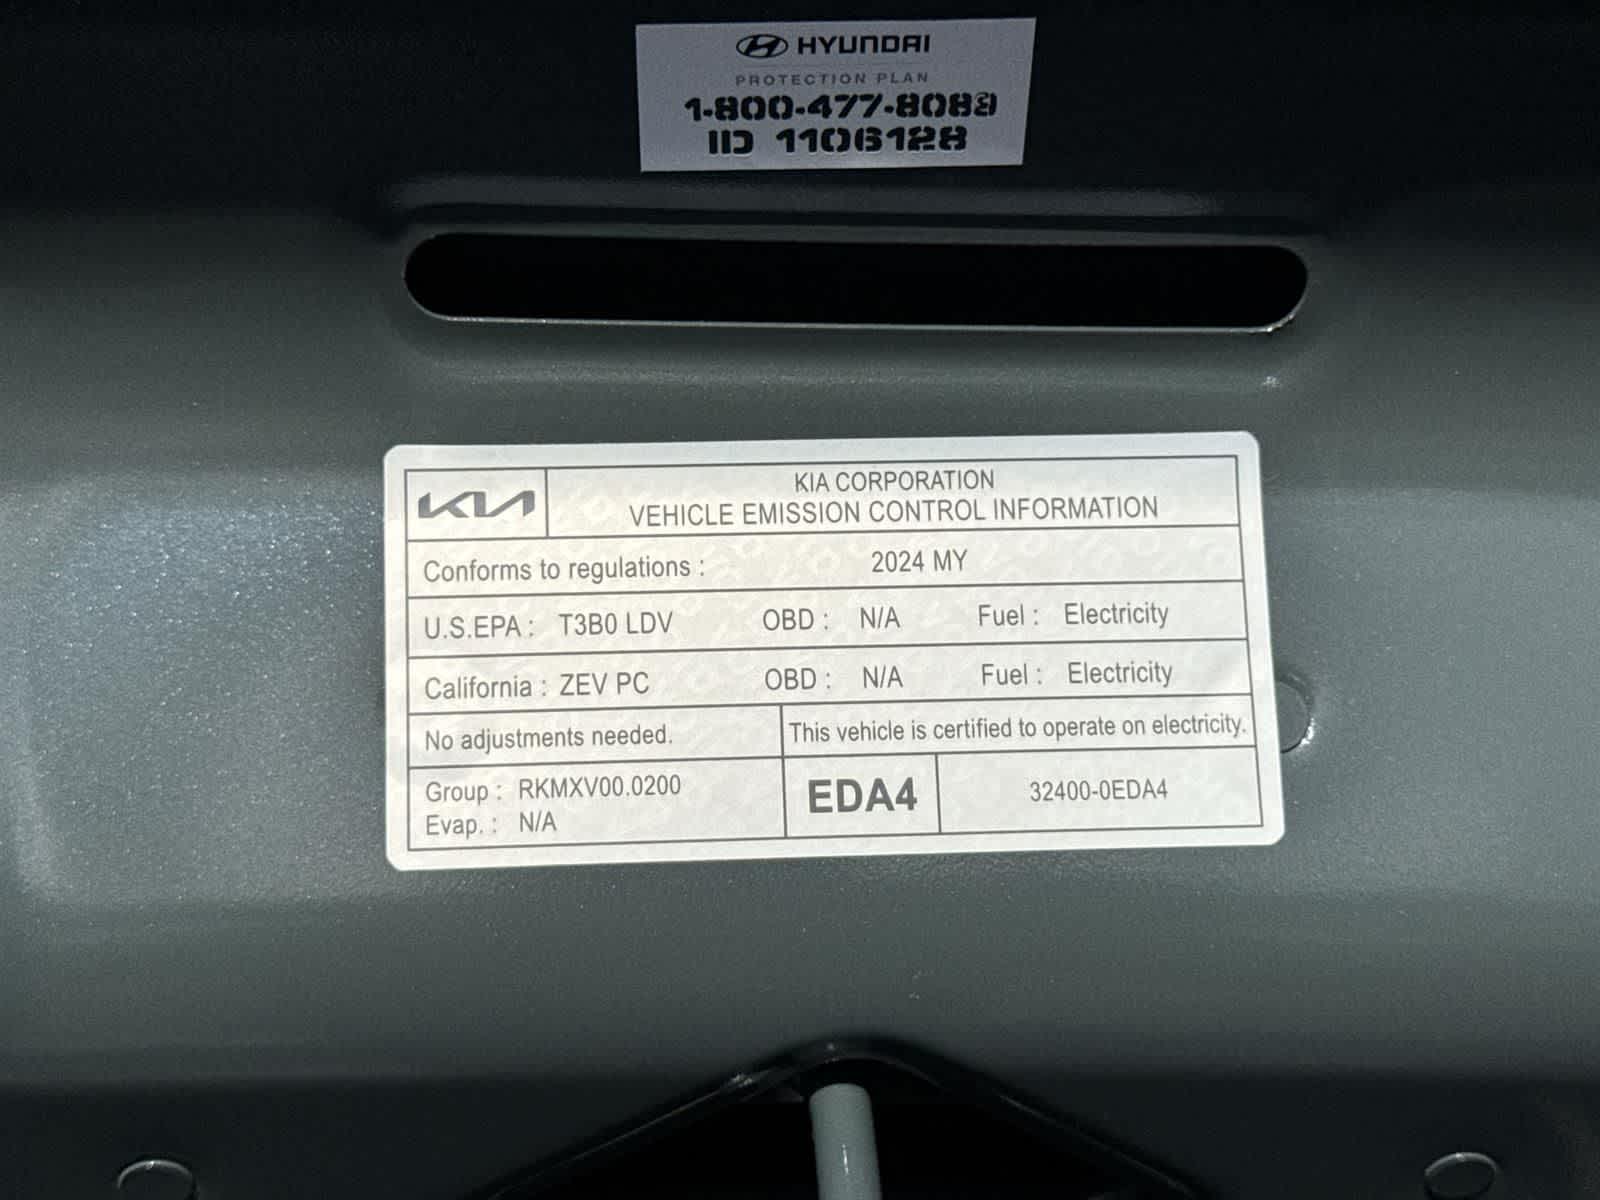 HYUNDAI
PROTECTION PLAN
1-800-477-8089
ID 1106128
KIA
KIA CORPORATION
VEHICLE EMISSION CONTROL INFORMATION
Conforms to regulations : 2024 MY
U.S.EPA : T3B0 LDV OBD : N/A Fuel : Electricity
California : ZEV PC OBD : N/A Fuel : Electricity
No adjustments needed. This vehicle is certified to operate on electricity.
Group : RKMXV00.0200
Evap. : N/A
EDA4
32400-0EDA4